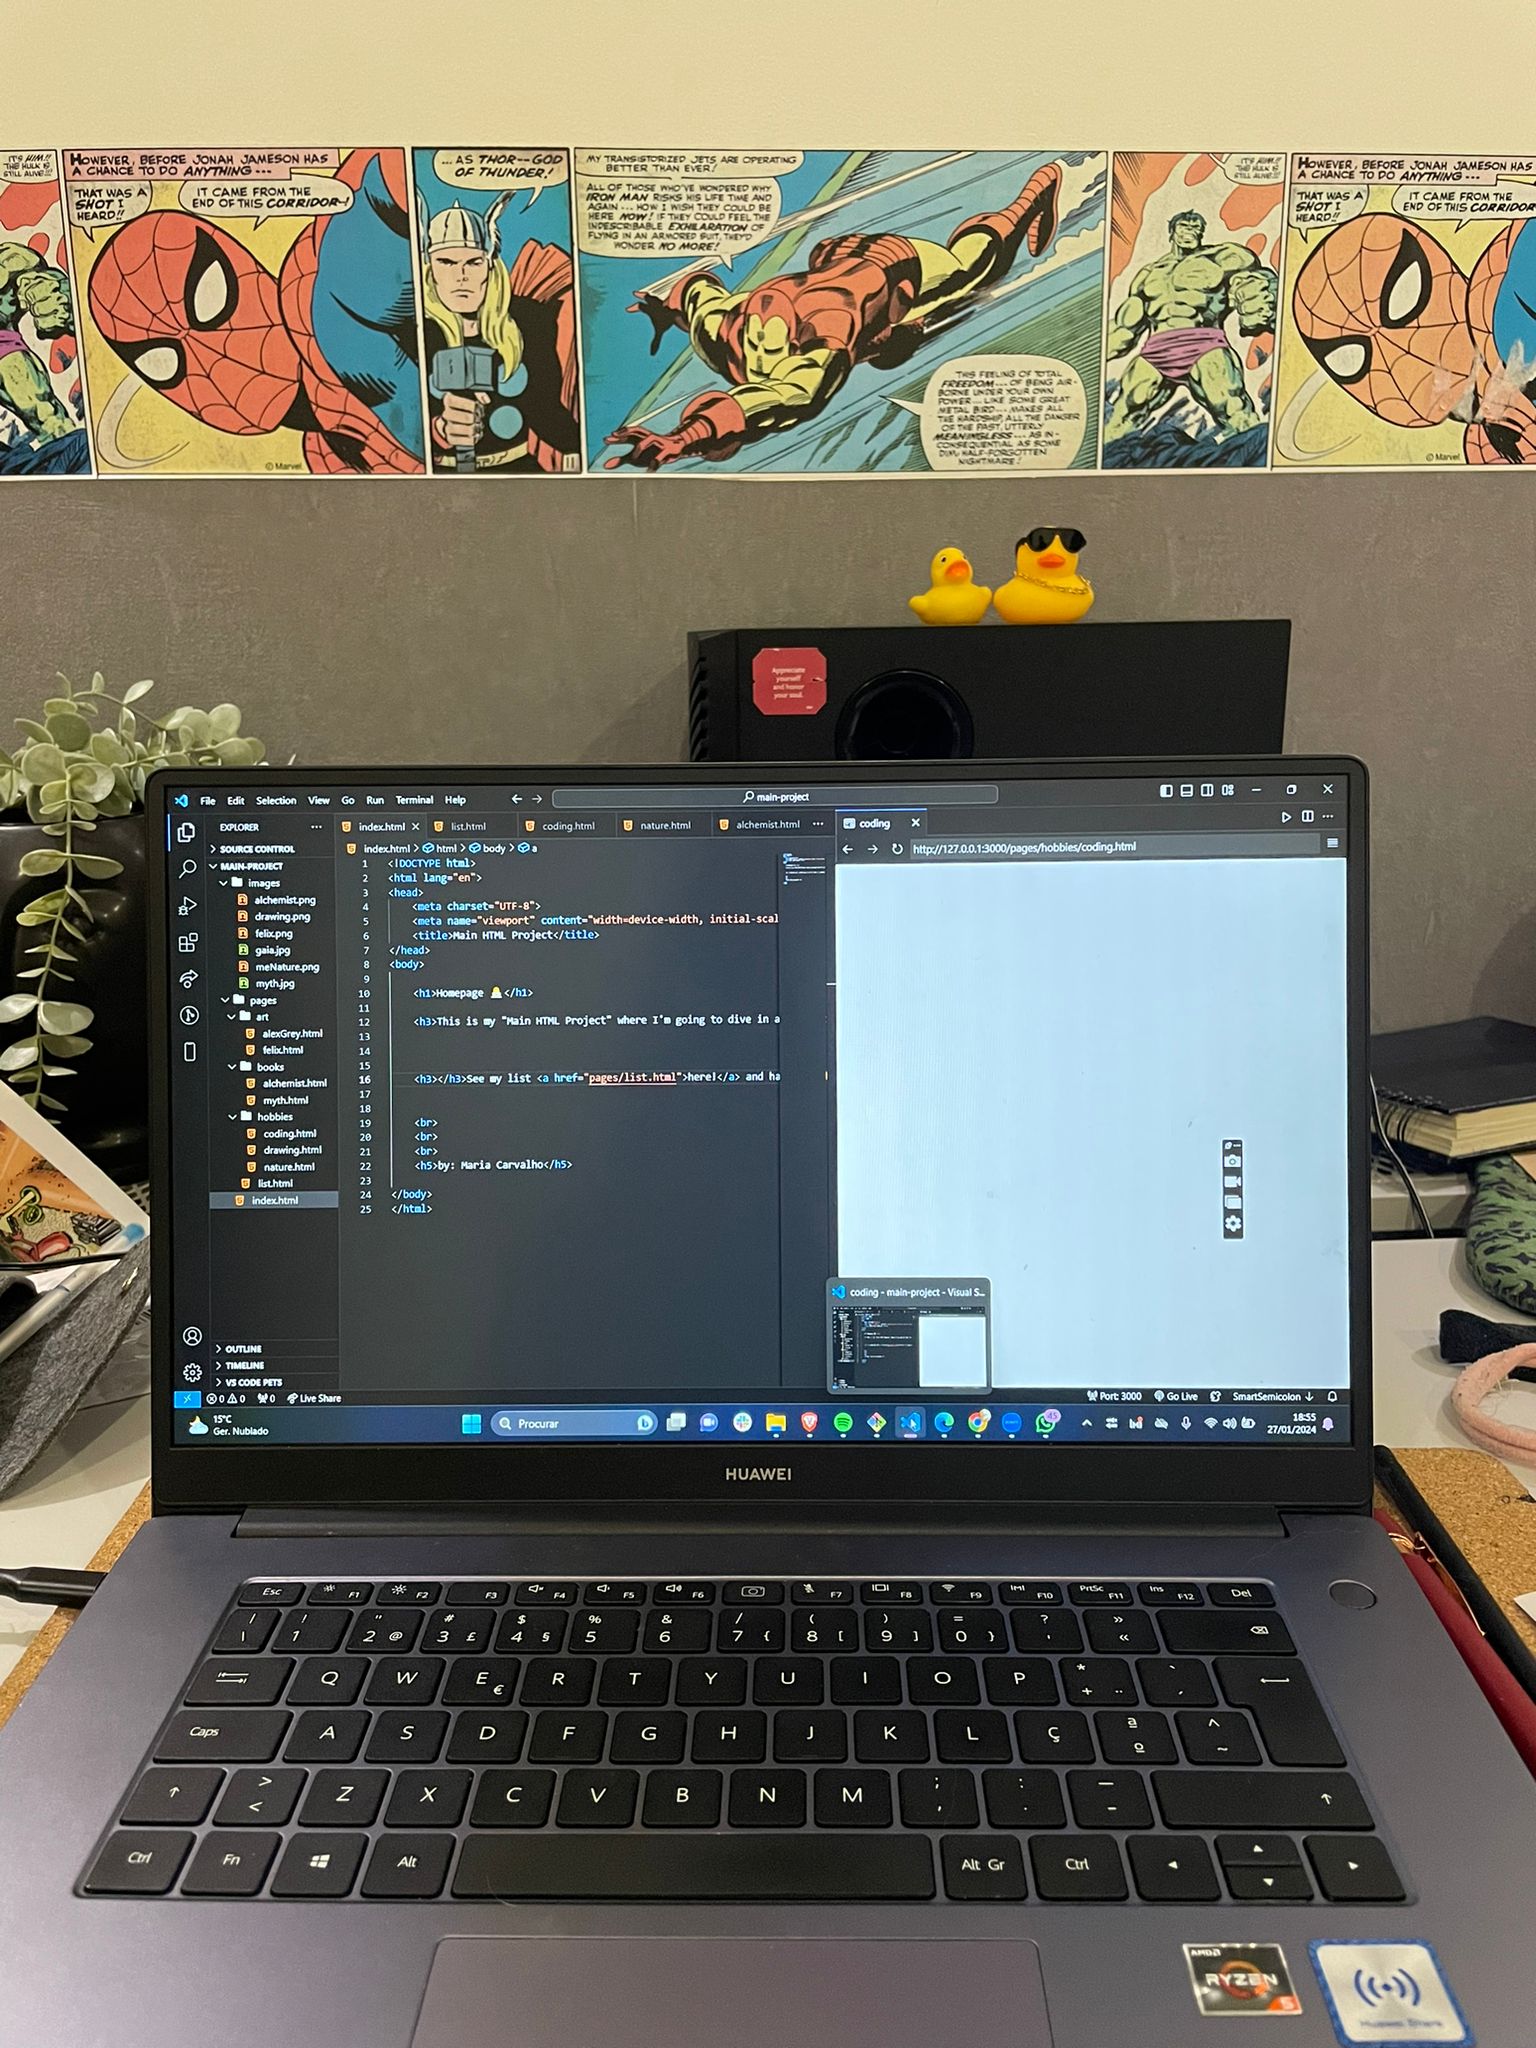 IT'S HIM!!
THE HULK IS
STILL ALIVE!
HOWEVER, BEFORE JONAH JAMESON HAS
A CHANCE TO DO ANYTHING...
THAT WAS A
SHOT I
HEARD!!
IT CAME FROM THE
END OF THIS CORRIDOR--!
© Marvel
... AS THOR--GOD
OF THUNDER!
MY TRANSISTORIZED JETS ARE OPERATING
BETTER THAN EVER!
ALL OF THOSE WHO'VE WONDERED WHY
IRON MAN RISKS HIS LIFE TIME AND
AGAIN... HOW I WISH THEY COULD BE
HERE NOW! IF THEY COULD FEEL THE
INDESCRIBABLE EXHILARATION OF
FLYING IN AN ARMORED SUIT, THEY'D
WONDER NO MORE!
THIS FEELING OF TOTAL
FREEDOM... OF BEING AIR-
BORNE UNDER YOUR OWN
POWER... LIKE SOME GREAT
METAL BIRD... MAKES ALL
THE HARDSHIP, ALL THE DANGER
OF THE PAST, UTTERLY
MEANINGLESS... AS IN-
CONSEQUENTIAL AS SOME
DIM, HALF-FORGOTTEN
NIGHTMARE!
IT'S HIM!!
THE HULK IS
STILL ALIVE!
HOWEVER, BEFORE JONAH JAMESON HAS
A CHANCE TO DO ANYTHING...
THAT WAS A
SHOT I
HEARD!!
IT CAME FROM THE
END OF THIS CORRIDOR
© Marvel
Appreciate
yourself
and honor
your soul.
File Edit Selection View Go Run Terminal Help
main-project
EXPLORER
SOURCE CONTROL
MAIN-PROJECT
images
alchemist.png
drawing.png
felix.png
gaia.jpg
meNature.png
myth.jpg
pages
art
alexGrey.html
felix.html
books
alchemist.html
myth.html
hobbies
coding.html
drawing.html
nature.html
list.html
index.html
OUTLINE
TIMELINE
VS CODE PETS
index.html list.html coding.html nature.html alchemist.html
index.html > html > body > a
1 <!DOCTYPE html>
2 <html lang="en">
3 <head>
4 <meta charset="UTF-8">
5 <meta name="viewport" content="width=device-width, initial-scal
6 <title>Main HTML Project</title>
7 </head>
8 <body>
9
10 <h1>Homepage </h1>
11
12 <h3>This is my "Main HTML Project" where I'm going to dive in a
13
14
15
16 <h3></h3>See my list <a href="pages/list.html">here!</a> and ha
17
18
19 <br>
20 <br>
21 <br>
22 <h5>by: Maria Carvalho</h5>
23
24 </body>
25 </html>
coding
http://127.0.0.1:3000/pages/hobbies/coding.html
coding - main-project - Visual S...
0 0 0 Live Share
Port: 3000 Go Live SmartSemicolon
15°C
Ger. Nublado
Procurar
45
18:55
27/01/2024
HUAWEI
Esc F1 F2 F3 F4 F5 F6 F7 F8 F9 F10 PrtSc F11 Ins F12 Del
| \ ! 1 " 2 @ # 3 £ $ 4 § % 5 & 6 / 7 { ( 8 [ ) 9 ] = 0 } ? ' » «
Q W E € R T Y U I O P * + ¨ ` ´
Caps A S D F G H J K L Ç ª º ^ ~
> < Z X C V B N M ; , : . _ -
Ctrl Fn Alt Alt Gr Ctrl
AMD
RYZEN
5
Huawei Share